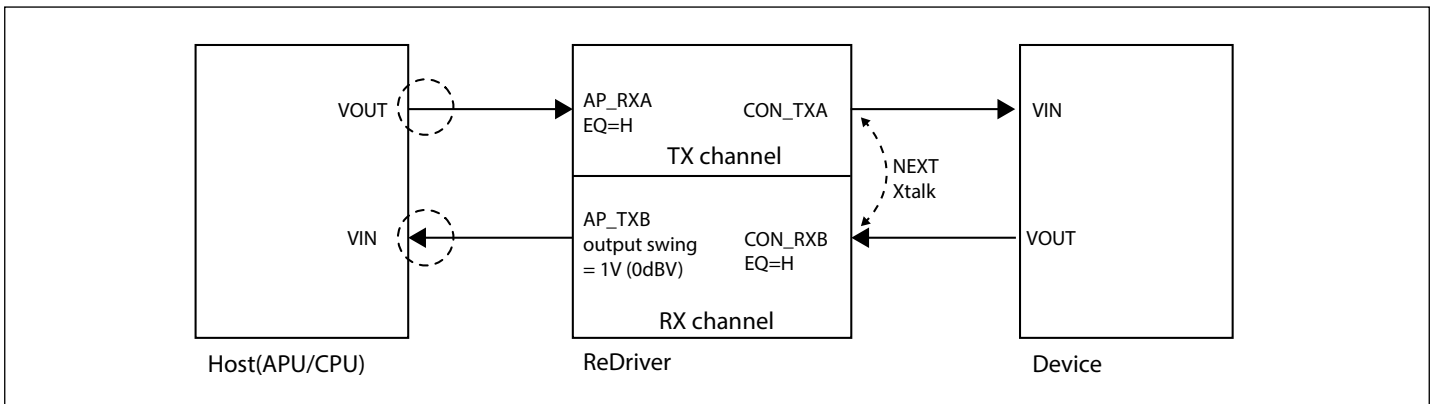 VOUT
VIN
Host(APU/CPU)
AP_RXA
EQ=H
CON_TXA
TX channel
AP_TXB
output swing
= 1V (0dBV)
CON_RXB
EQ=H
RX channel
ReDriver
NEXT
Xtalk
VIN
VOUT
Device